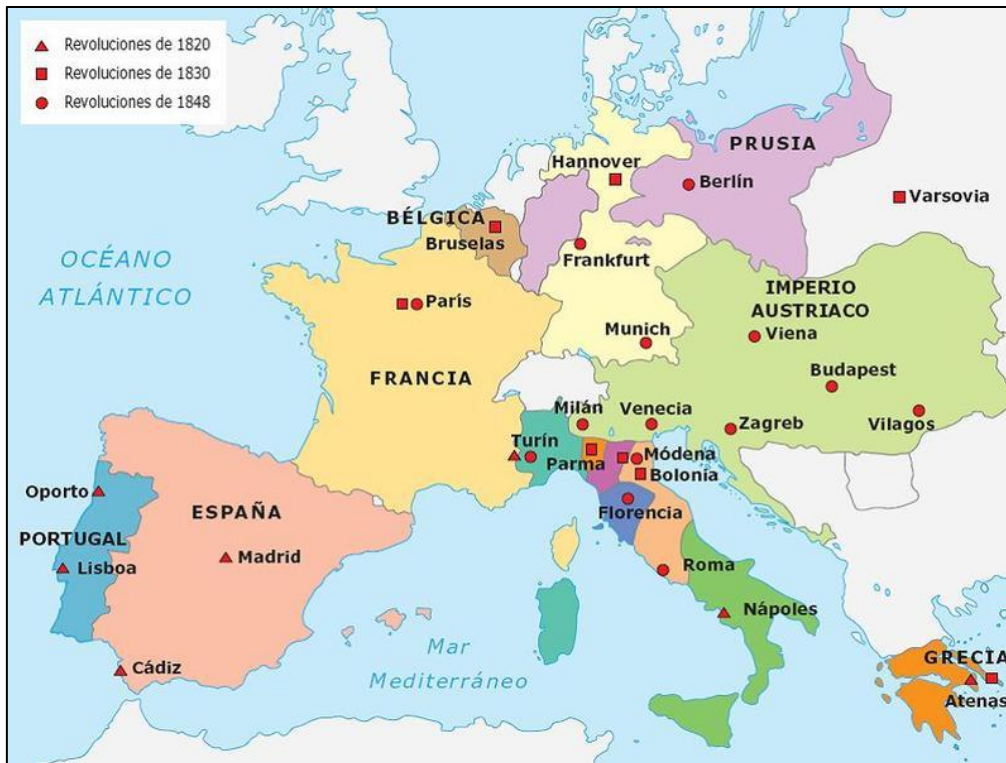 Revoluciones de 1820
Revoluciones de 1830
Revoluciones de 1848
PRUSIA
Hannover
Berlín
Varsovia
BÉLGICA
Bruselas
Frankfurt
OCÉANO
ATLÁNTICO
IMPERIO
AUSTRIACO
París
Munich
Viena
FRANCIA
Budapest
Milán
Venecia
Zagreb
Vilagos
Turín
Parma
Módena
Bolonia
Oporto
ESPAÑA
Florencia
PORTUGAL
Lisboa
Madrid
Roma
Nápoles
Mar
Mediterráneo
Cádiz
GRECIA
Atenas